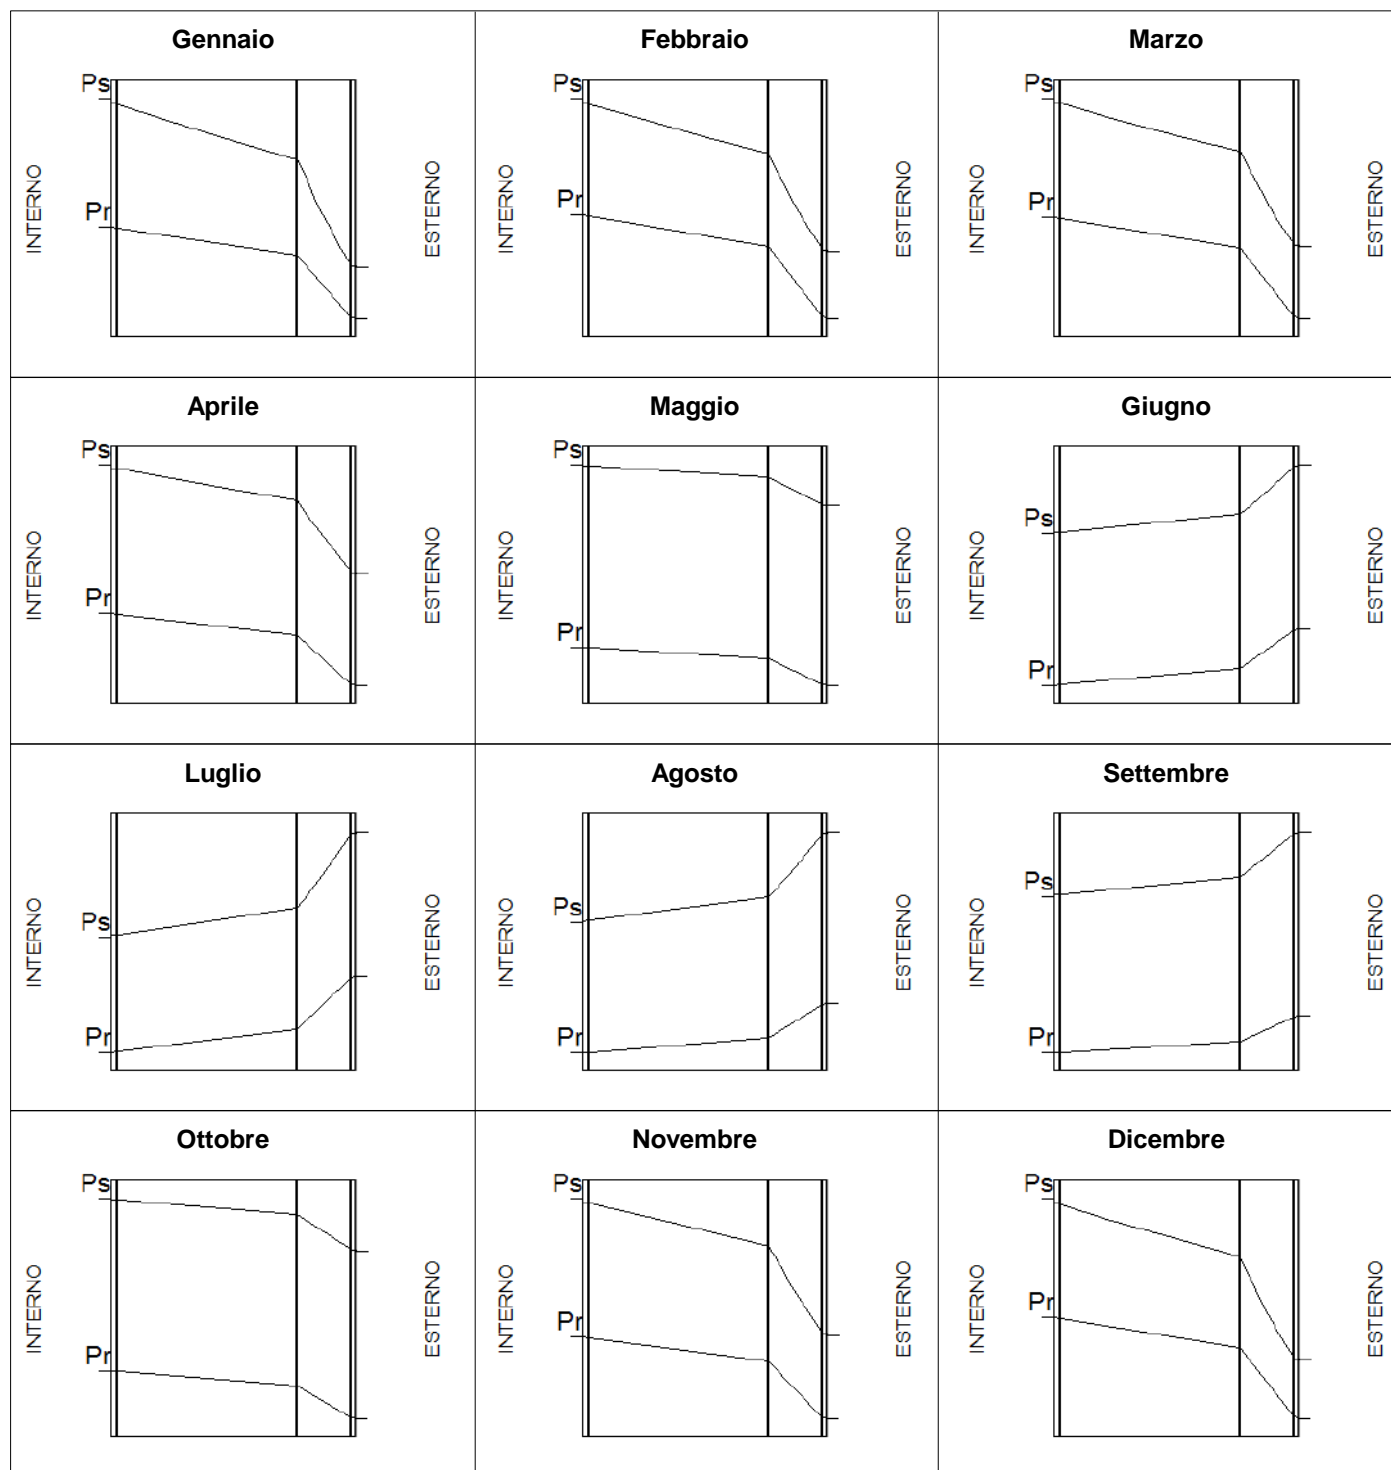 Gennaio
Febbraio
Marzo
Ps
Pr
INTERNO
ESTERNO
Ps
Pr
INTERNO
ESTERNO
Ps
Pr
INTERNO
ESTERNO
Aprile
Maggio
Giugno
Ps
Pr
INTERNO
ESTERNO
Ps
Pr
INTERNO
ESTERNO
Ps
Pr
INTERNO
ESTERNO
Luglio
Agosto
Settembre
Ps
Pr
INTERNO
ESTERNO
Ps
Pr
INTERNO
ESTERNO
Ps
Pr
INTERNO
ESTERNO
Ottobre
Novembre
Dicembre
Ps
Pr
INTERNO
ESTERNO
Ps
Pr
INTERNO
ESTERNO
Ps
Pr
INTERNO
ESTERNO